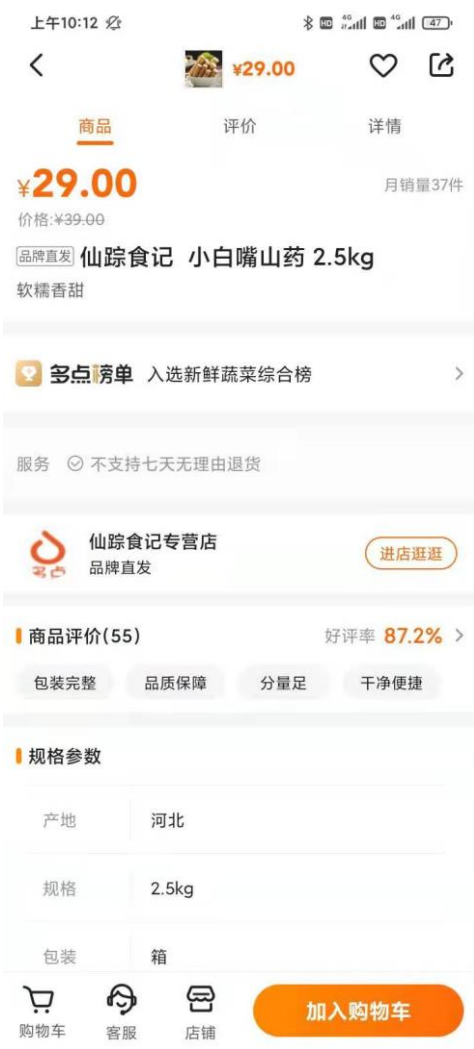 上午10:12
HD 4G HD 4G 47
¥29.00
商品 评价 详情
¥29.00
月销量37件
价格:¥39.00
品牌直发 仙踪食记 小白嘴山药 2.5kg
软糯香甜
多点榜单 入选新鲜蔬菜综合榜
服务 不支持七天无理由退货
多点
仙踪食记专营店
品牌直发
进店逛逛
商品评价(55) 好评率 87.2%
包装完整 品质保障 分量足 干净便捷
规格参数
产地 河北
规格 2.5kg
包装 箱
购物车 客服 店铺 加入购物车